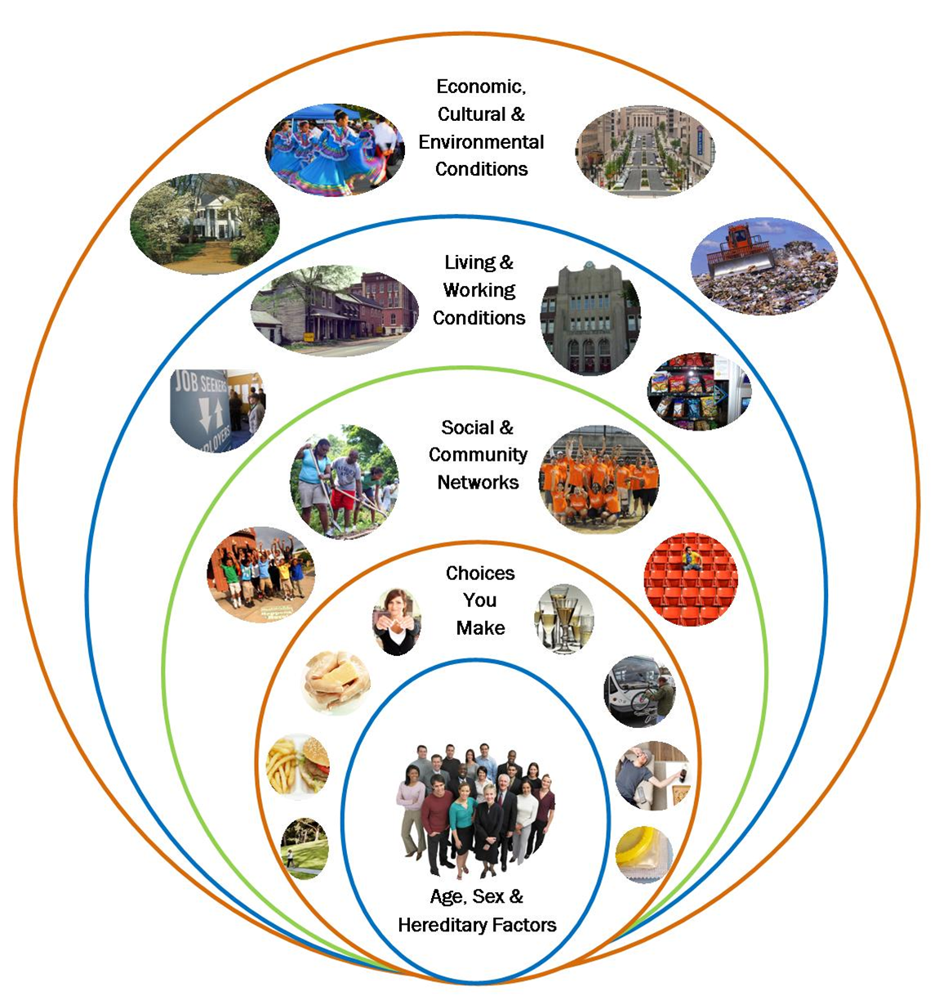 Economic,
Cultural &
Environmental
Conditions
Living &
Working
Conditions
JOB SEEKERS
Social &
Community
Networks
Choices
You
Make
Age, Sex &
Hereditary Factors